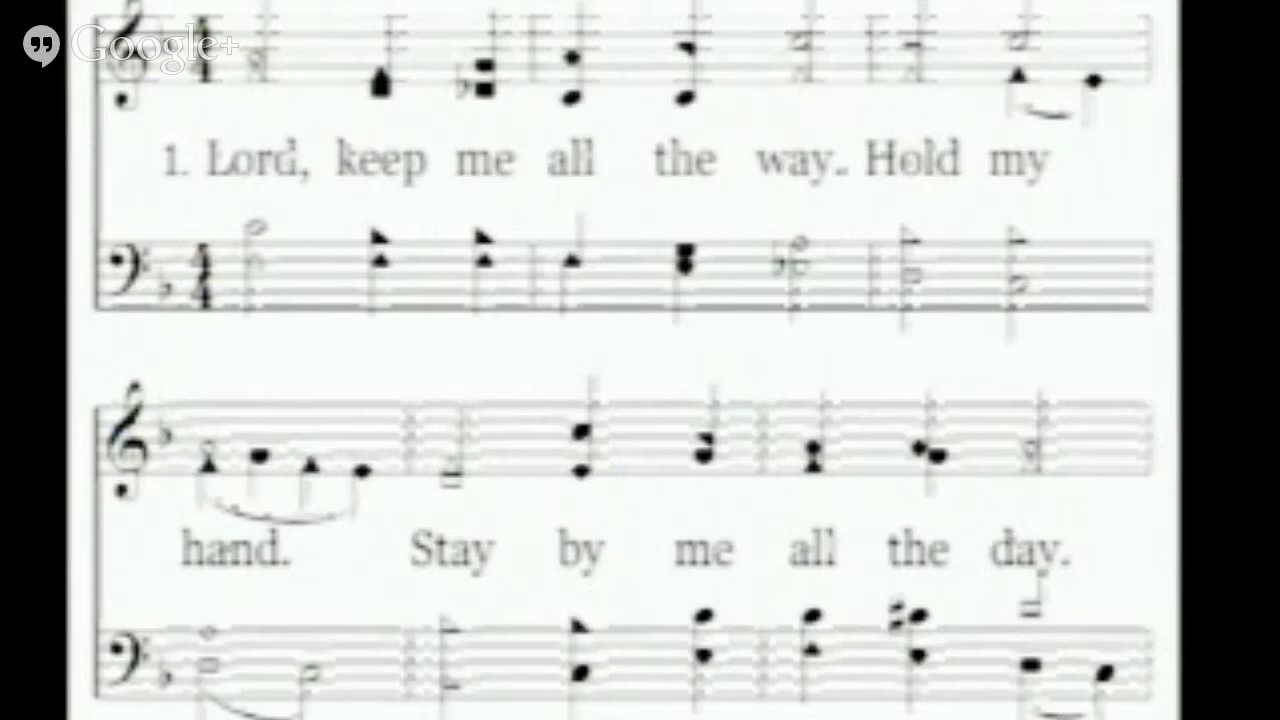 Google+
1. Lord, keep me all the way. Hold my
hand. Stay by me all the day.